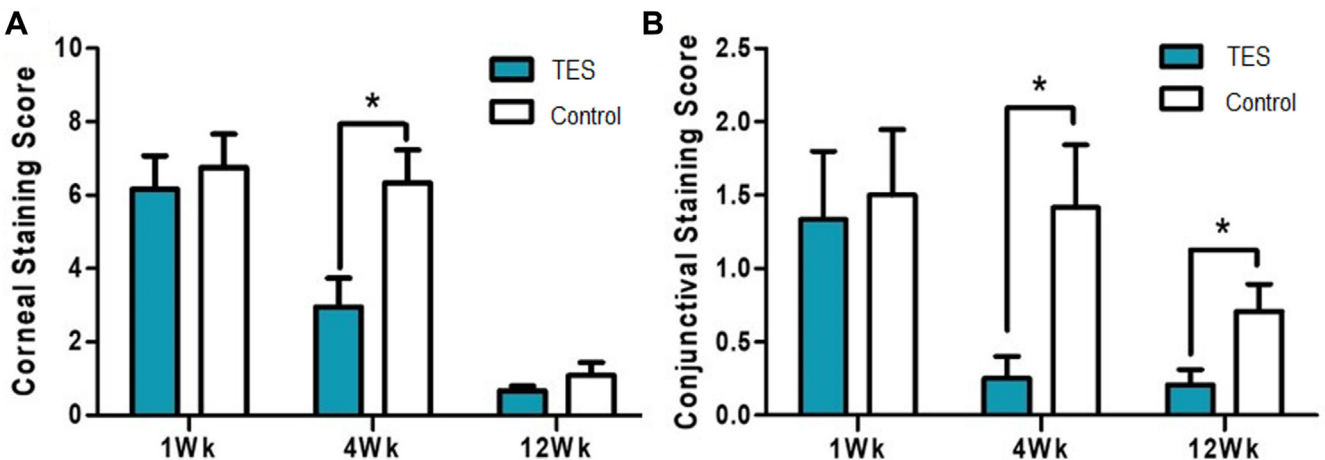 A
Corneal Staining Score
10
8
6
4
2
0
TES
Control
*
1Wk
4Wk
12Wk
B
Conjunctival Staining Score
2.5
2.0
1.5
1.0
0.5
0.0
TES
Control
*
*
1Wk
4Wk
12Wk